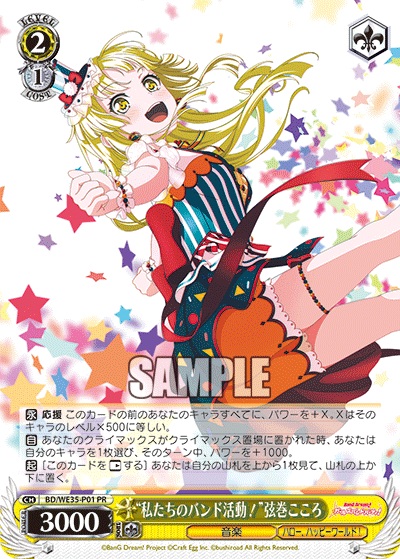 LEVEL
2
1
COST
SAMPLE
永 応援 このカードの前のあなたのキャラすべてに、パワーを＋X。Xはその
キャラのレベル×500に等しい。
自 あなたのクライマックスがクライマックス置場に置かれた時、あなたは
自分のキャラを1枚選び、そのターン中、パワーを＋1000。
起 ［このカードを する］ あなたは自分の山札を上から1枚見て、山札の上か
下に置く。
CH BD/WE35-P01 PR
“私たちのバンド活動！”弦巻こころ
3000
音楽
ハロー、ハッピーワールド！
©BanG Dream! Project ©Craft Egg Inc. ©bushiroad All Rights Reserved.